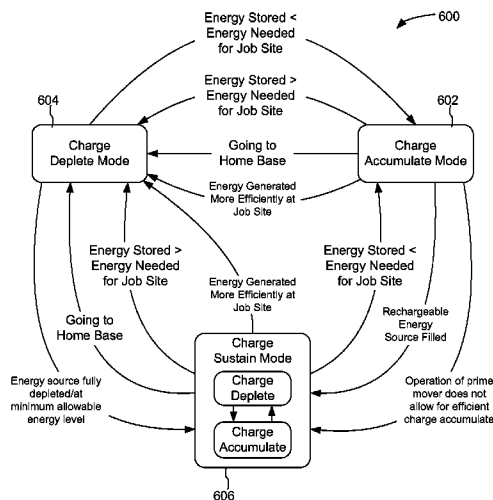 Energy Stored <
Energy Needed
for Job Site
600
Energy Stored >
Energy Needed
for Job Site
604
602
Charge
Deplete Mode
Going to
Home Base
Charge
Accumulate Mode
Energy Generated
More Efficiently at
Job Site
Energy Stored >
Energy Needed
for Job Site
Energy Stored <
Energy Needed
for Job Site
Energy Generated
More Efficiently at
Job Site
Going to
Home Base
Rechargeable
Energy
Source Filled
Charge
Sustain Mode
Energy source fully
depleted/at
minimum allowable
energy level
Charge
Deplete
Charge
Accumulate
Operation of prime
mover does not
allow for efficient
charge accumulate
606